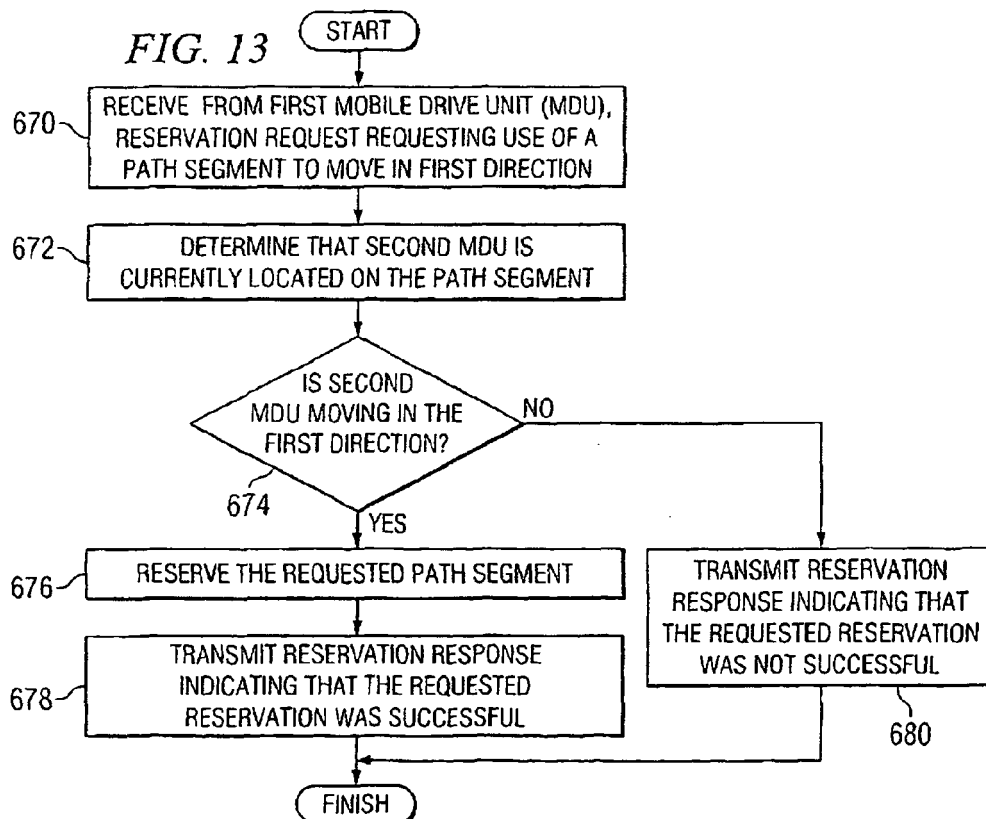 FIG. 13
START
670
RECEIVE FROM FIRST MOBILE DRIVE UNIT (MDU),
RESERVATION REQUEST REQUESTING USE OF A
PATH SEGMENT TO MOVE IN FIRST DIRECTION
672
DETERMINE THAT SECOND MDU IS
CURRENTLY LOCATED ON THE PATH SEGMENT
IS SECOND
MDU MOVING IN THE
FIRST DIRECTION?
NO
674
YES
676
RESERVE THE REQUESTED PATH SEGMENT
678
TRANSMIT RESERVATION RESPONSE
INDICATING THAT THE REQUESTED
RESERVATION WAS SUCCESSFUL
TRANSMIT RESERVATION
RESPONSE INDICATING THAT
THE REQUESTED RESERVATION
WAS NOT SUCCESSFUL
680
FINISH